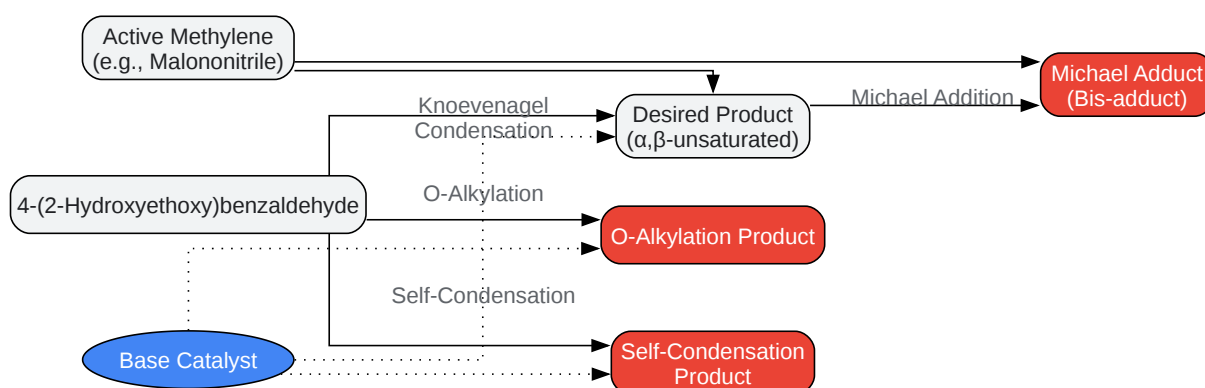 Active Methylene
(e.g., Malononitrile)
Michael Adduct
(Bis-adduct)
Michael Addition
Knoevenagel
Condensation
Desired Product
(α,β-unsaturated)
4-(2-Hydroxyethoxy)benzaldehyde
O-Alkylation
O-Alkylation Product
Self-Condensation
Base Catalyst
Self-Condensation
Product